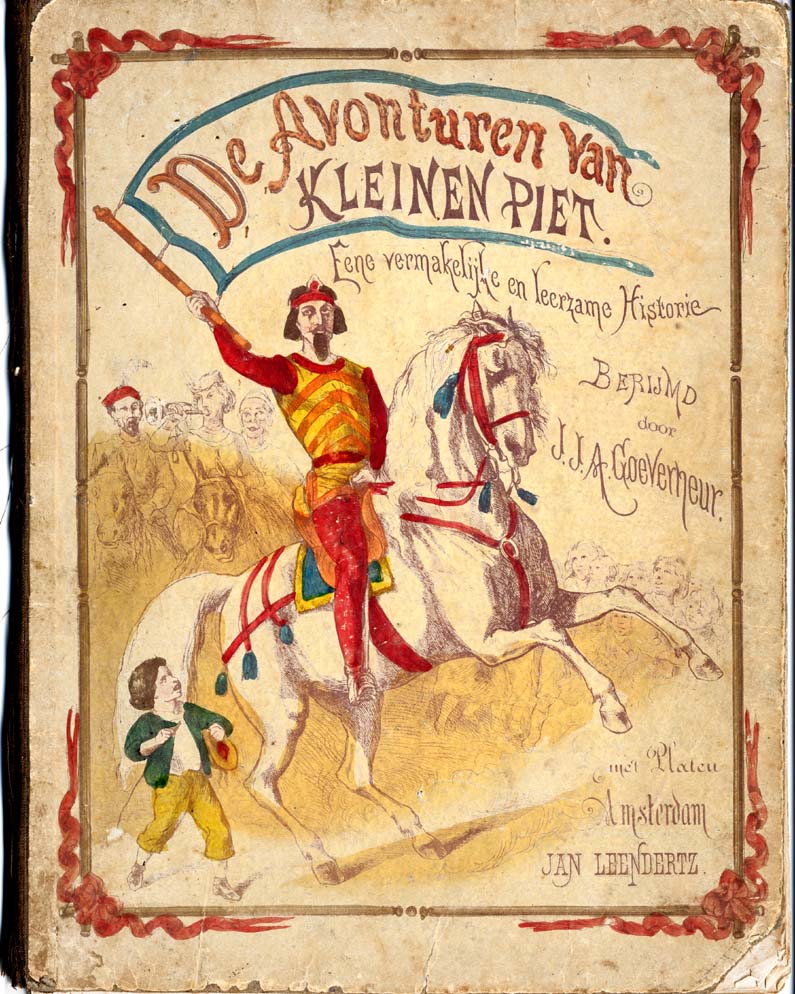 De Avonturen van
KLEINEN PIET.
Eene vermakelijke en leerzame Historie
BERIJMD
door
J. J. A. Goeverneur.
met Platen
Amsterdam
JAN LEENDERTZ.